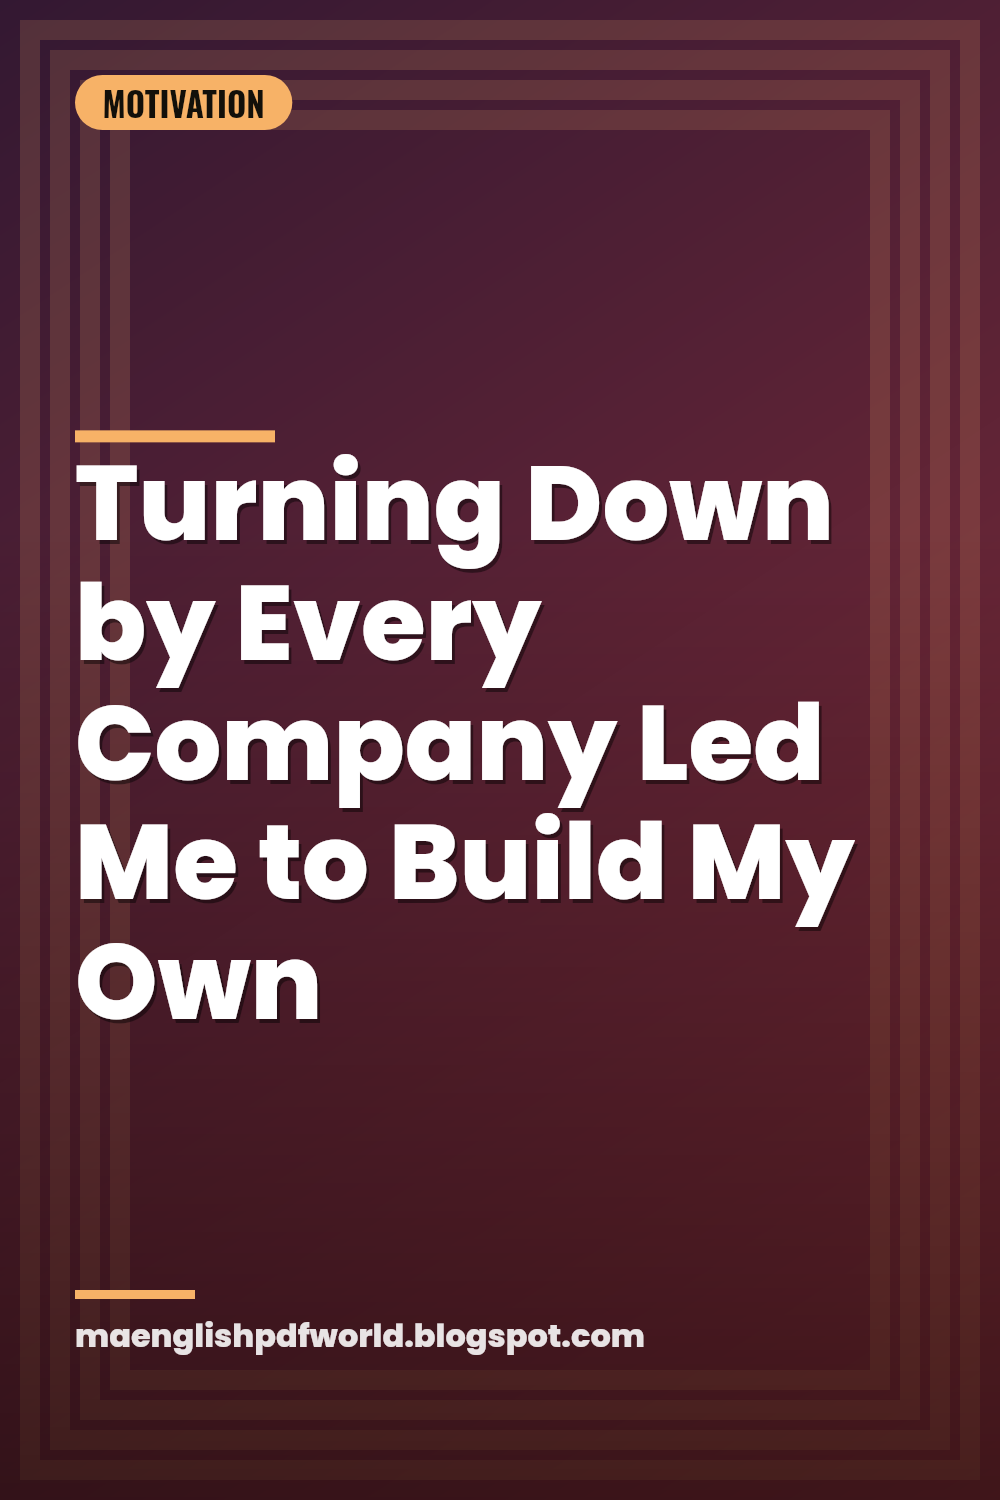 MOTIVATION
Turning Down
by Every
Company Led
Me to Build My
Own
maenglishpdfworld.blogspot.com